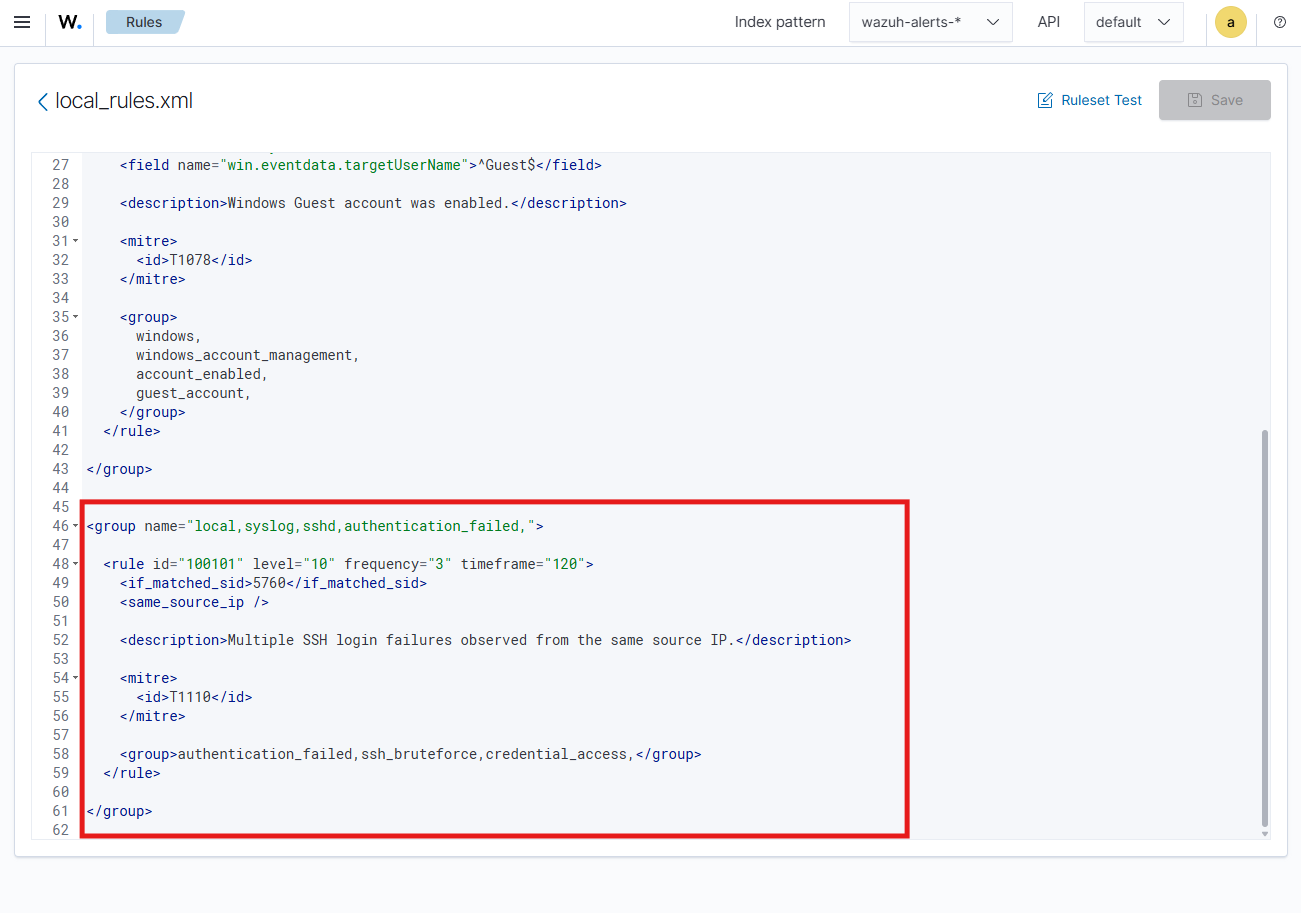 W.
Rules
Index pattern
wazuh-alerts-*
API
default
a
local_rules.xml
Ruleset Test
Save
27 <field name="win.eventdata.targetUserName">^Guest$</field>
28
29 <description>Windows Guest account was enabled.</description>
30
31 <mitre>
32 <id>T1078</id>
33 </mitre>
34
35 <group>
36 windows,
37 windows_account_management,
38 account_enabled,
39 guest_account,
40 </group>
41 </rule>
42
43 </group>
44
45
46 <group name="local,syslog,sshd,authentication_failed,">
47
48 <rule id="100101" level="10" frequency="3" timeframe="120">
49 <if_matched_sid>5760</if_matched_sid>
50 <same_source_ip />
51
52 <description>Multiple SSH login failures observed from the same source IP.</description>
53
54 <mitre>
55 <id>T1110</id>
56 </mitre>
57
58 <group>authentication_failed,ssh_bruteforce,credential_access,</group>
59 </rule>
60
61 </group>
62